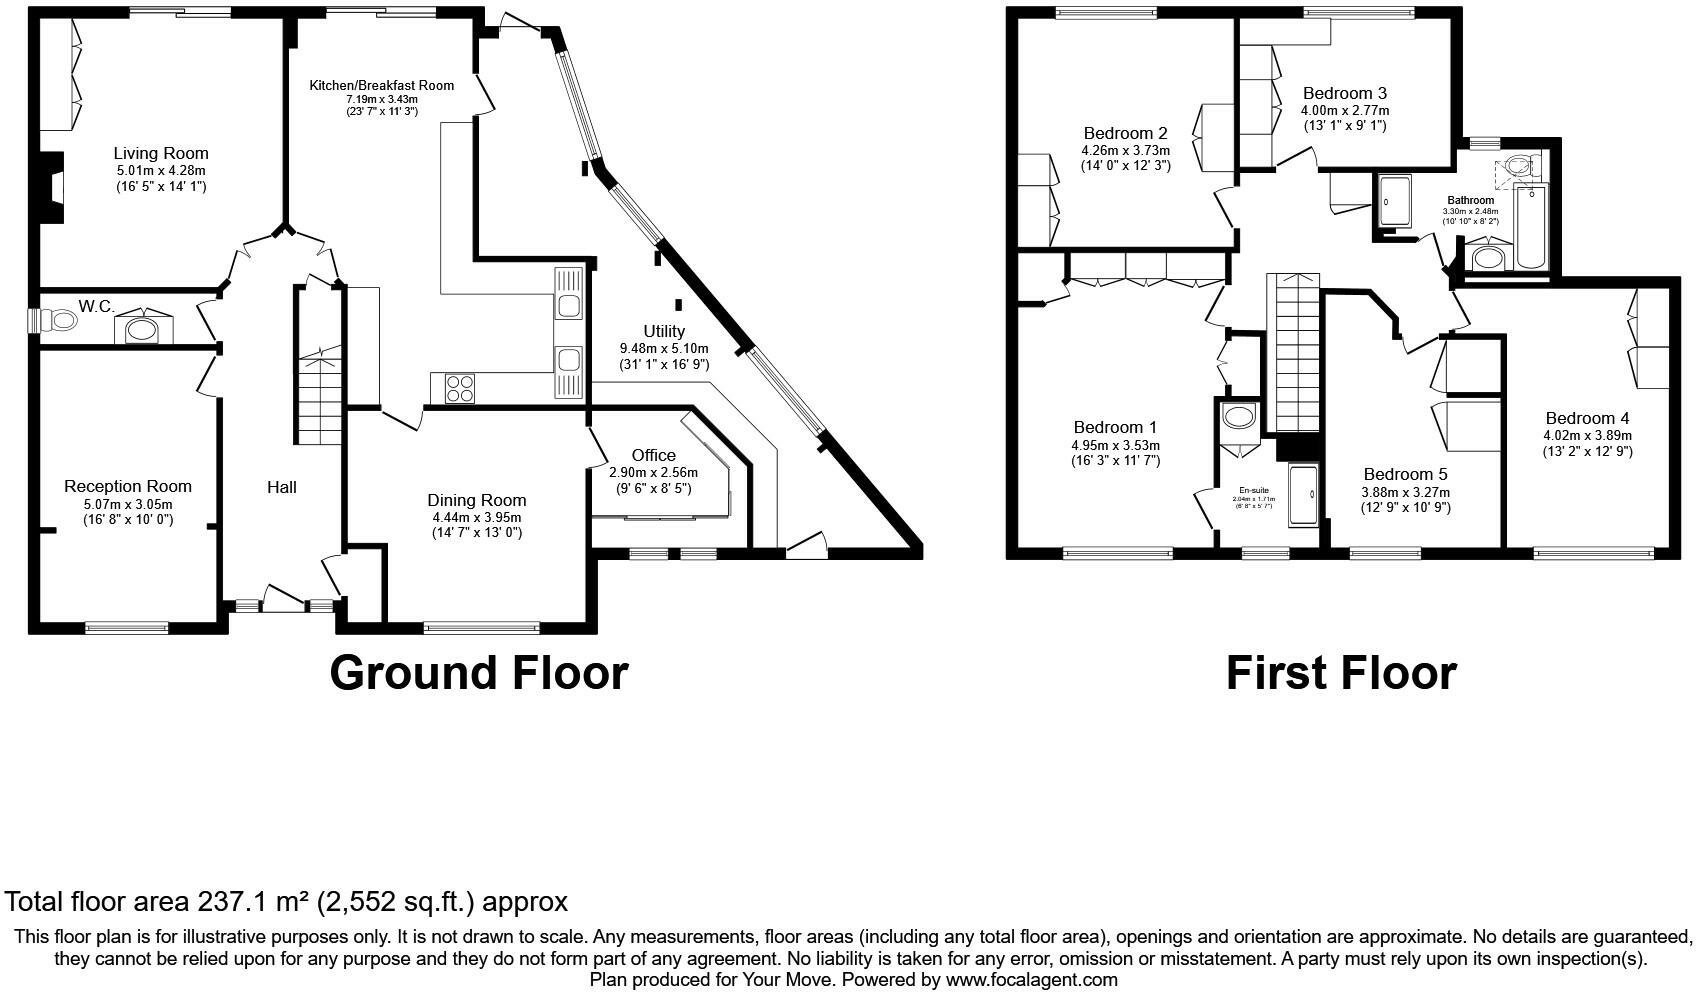 Kitchen/Breakfast Room
7.19m x 3.43m
(23' 7" x 11' 3")
Living Room
5.01m x 4.28m
(16' 5" x 14' 1")
W.C.
Utility
9.48m x 5.10m
(31' 1" x 16' 9")
Reception Room
5.07m x 3.05m
(16' 8" x 10' 0")
Hall
Dining Room
4.44m x 3.95m
(14' 7" x 13' 0")
Office
2.90m x 2.56m
(9' 6" x 8' 5")
Ground Floor
Bedroom 2
4.26m x 3.73m
(14' 0" x 12' 3")
Bedroom 3
4.00m x 2.77m
(13' 1" x 9' 1")
Bathroom
3.30m x 2.48m
(10' 10" x 8' 2")
Bedroom 1
4.95m x 3.53m
(16' 3" x 11' 7")
En-suite
2.04m x 1.71m
(6' 8" x 5' 7")
Bedroom 5
3.88m x 3.27m
(12' 9" x 10' 9")
Bedroom 4
4.02m x 3.89m
(13' 2" x 12' 9")
First Floor
Total floor area 237.1 m² (2,552 sq.ft.) approx
This floor plan is for illustrative purposes only. It is not drawn to scale. Any measurements, floor areas (including any total floor area), openings and orientation are approximate. No details are guaranteed,
they cannot be relied upon for any purpose and they do not form part of any agreement. No liability is taken for any error, omission or misstatement. A party must rely upon its own inspection(s).
Plan produced for Your Move. Powered by www.focalagent.com